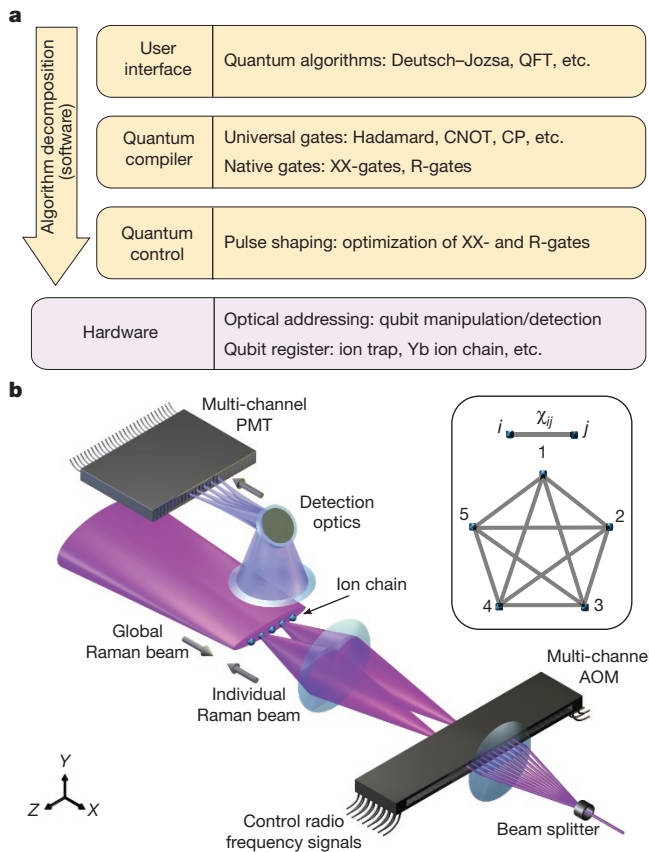 a
Algorithm decomposition
(software)
User
interface
Quantum algorithms: Deutsch–Jozsa, QFT, etc.
Quantum
compiler
Universal gates: Hadamard, CNOT, CP, etc.
Native gates: XX-gates, R-gates
Quantum
control
Pulse shaping: optimization of XX- and R-gates
Hardware
Optical addressing: qubit manipulation/detection
Qubit register: ion trap, Yb ion chain, etc.
b
Multi-channel
PMT
Detection
optics
Ion chain
Global
Raman beam
Individual
Raman beam
i χij j
1
5 2
4 3
Multi-channe
AOM
Control radio
frequency signals
Beam splitter
Y
Z X